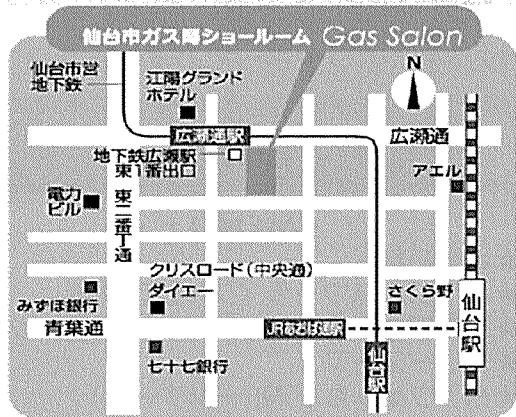 仙台市ガス局ショールーム Gas Salon
仙台市営
地下鉄
江陽グランド
ホテル
N
広瀬通駅
広瀬通
地下鉄広瀬駅
東1番出口
アエル
電力
ビル
東二番丁通
クリスロード(中央通)
みずほ銀行
ダイエー
さくら野
仙台駅
青葉通
JRあおば通駅
七十七銀行
仙台駅